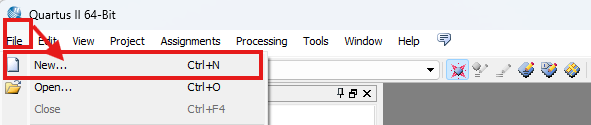 Quartus II 64-Bit
File Edit View Project Assignments Processing Tools Window Help
New... Ctrl+N
Open... Ctrl+O
Close Ctrl+F4